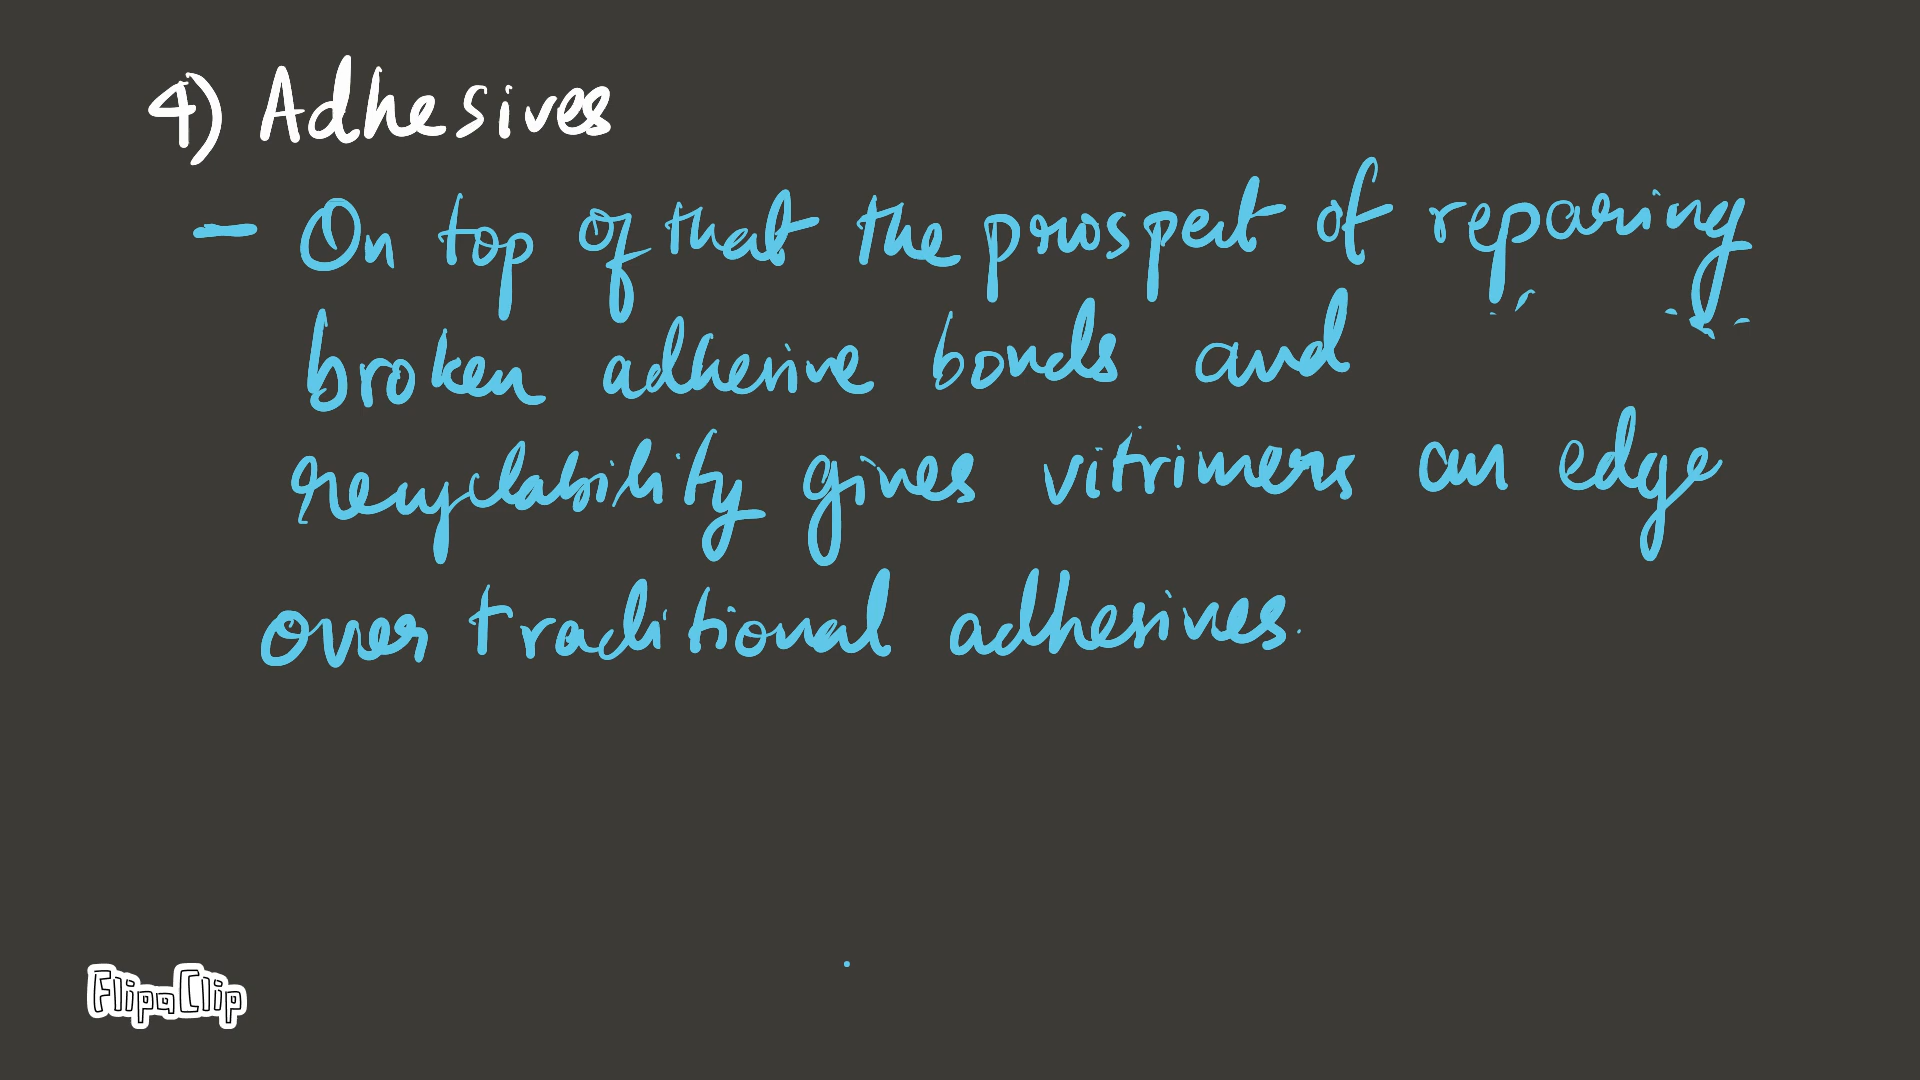 4) Adhesives
- On top of that the prospect of reparing
broken adhesive bonds and
recyclability gives vitrimers an edge
over traditional adhesives.
FlipaClip